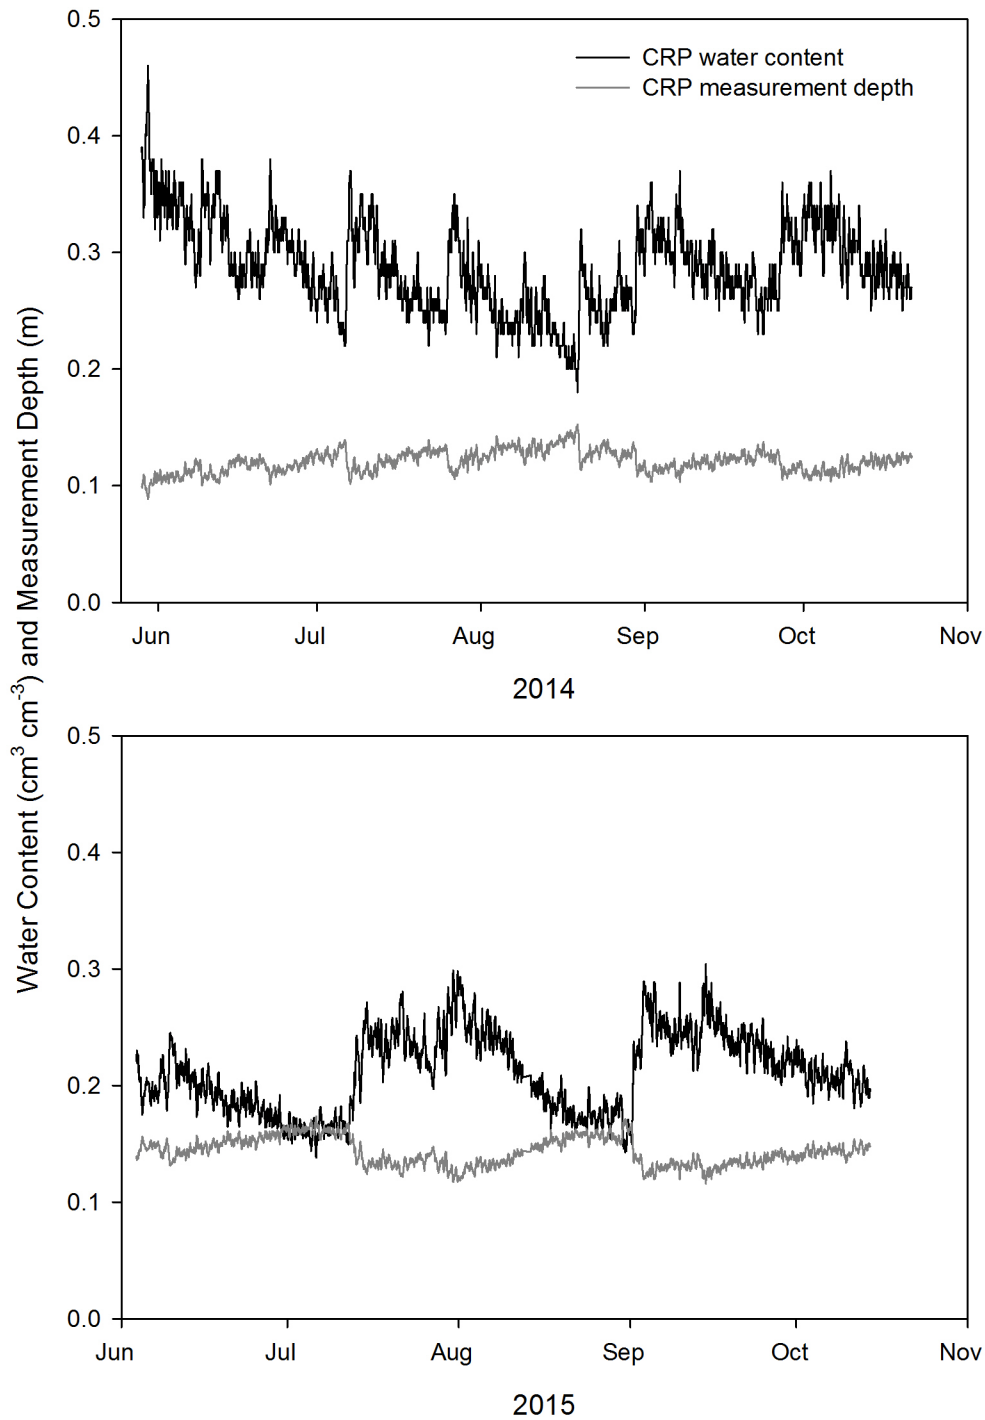 Water Content (cm³ cm⁻³) and Measurement Depth (m)
0.5
0.4
0.3
0.2
0.1
0.0
CRP water content
CRP measurement depth
Jun Jul Aug Sep Oct Nov
2014
0.5
0.4
0.3
0.2
0.1
0.0
Jun Jul Aug Sep Oct Nov
2015